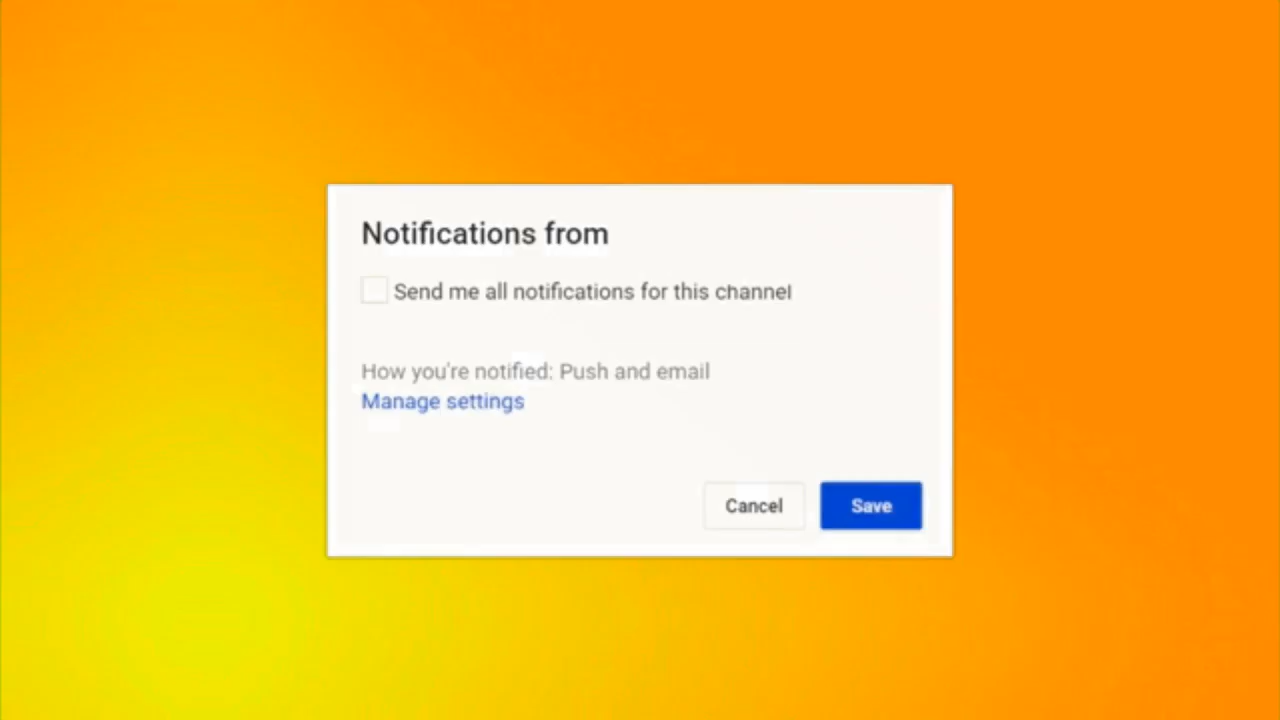 Notifications from
Send me all notifications for this channel
How you're notified: Push and email
Manage settings
Cancel Save